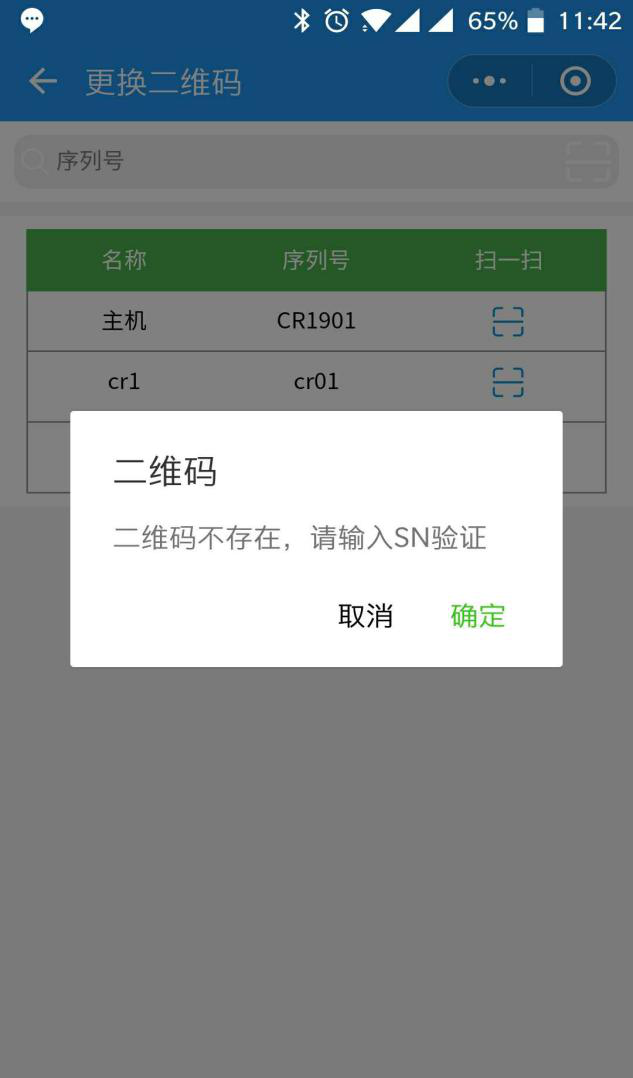 65% 11:42
更换二维码
序列号
名称 序列号 扫一扫
主机 CR1901
cr1 cr01
二维码
二维码不存在，请输入SN验证
取消 确定